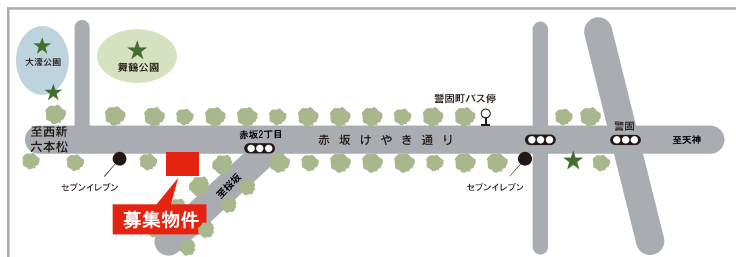 大濠公園
舞鶴公園
警固町バス停
至西新
六本松
赤坂2丁目
赤坂けやき通り
警固
至天神
セブンイレブン
至桜坂
セブンイレブン
募集物件